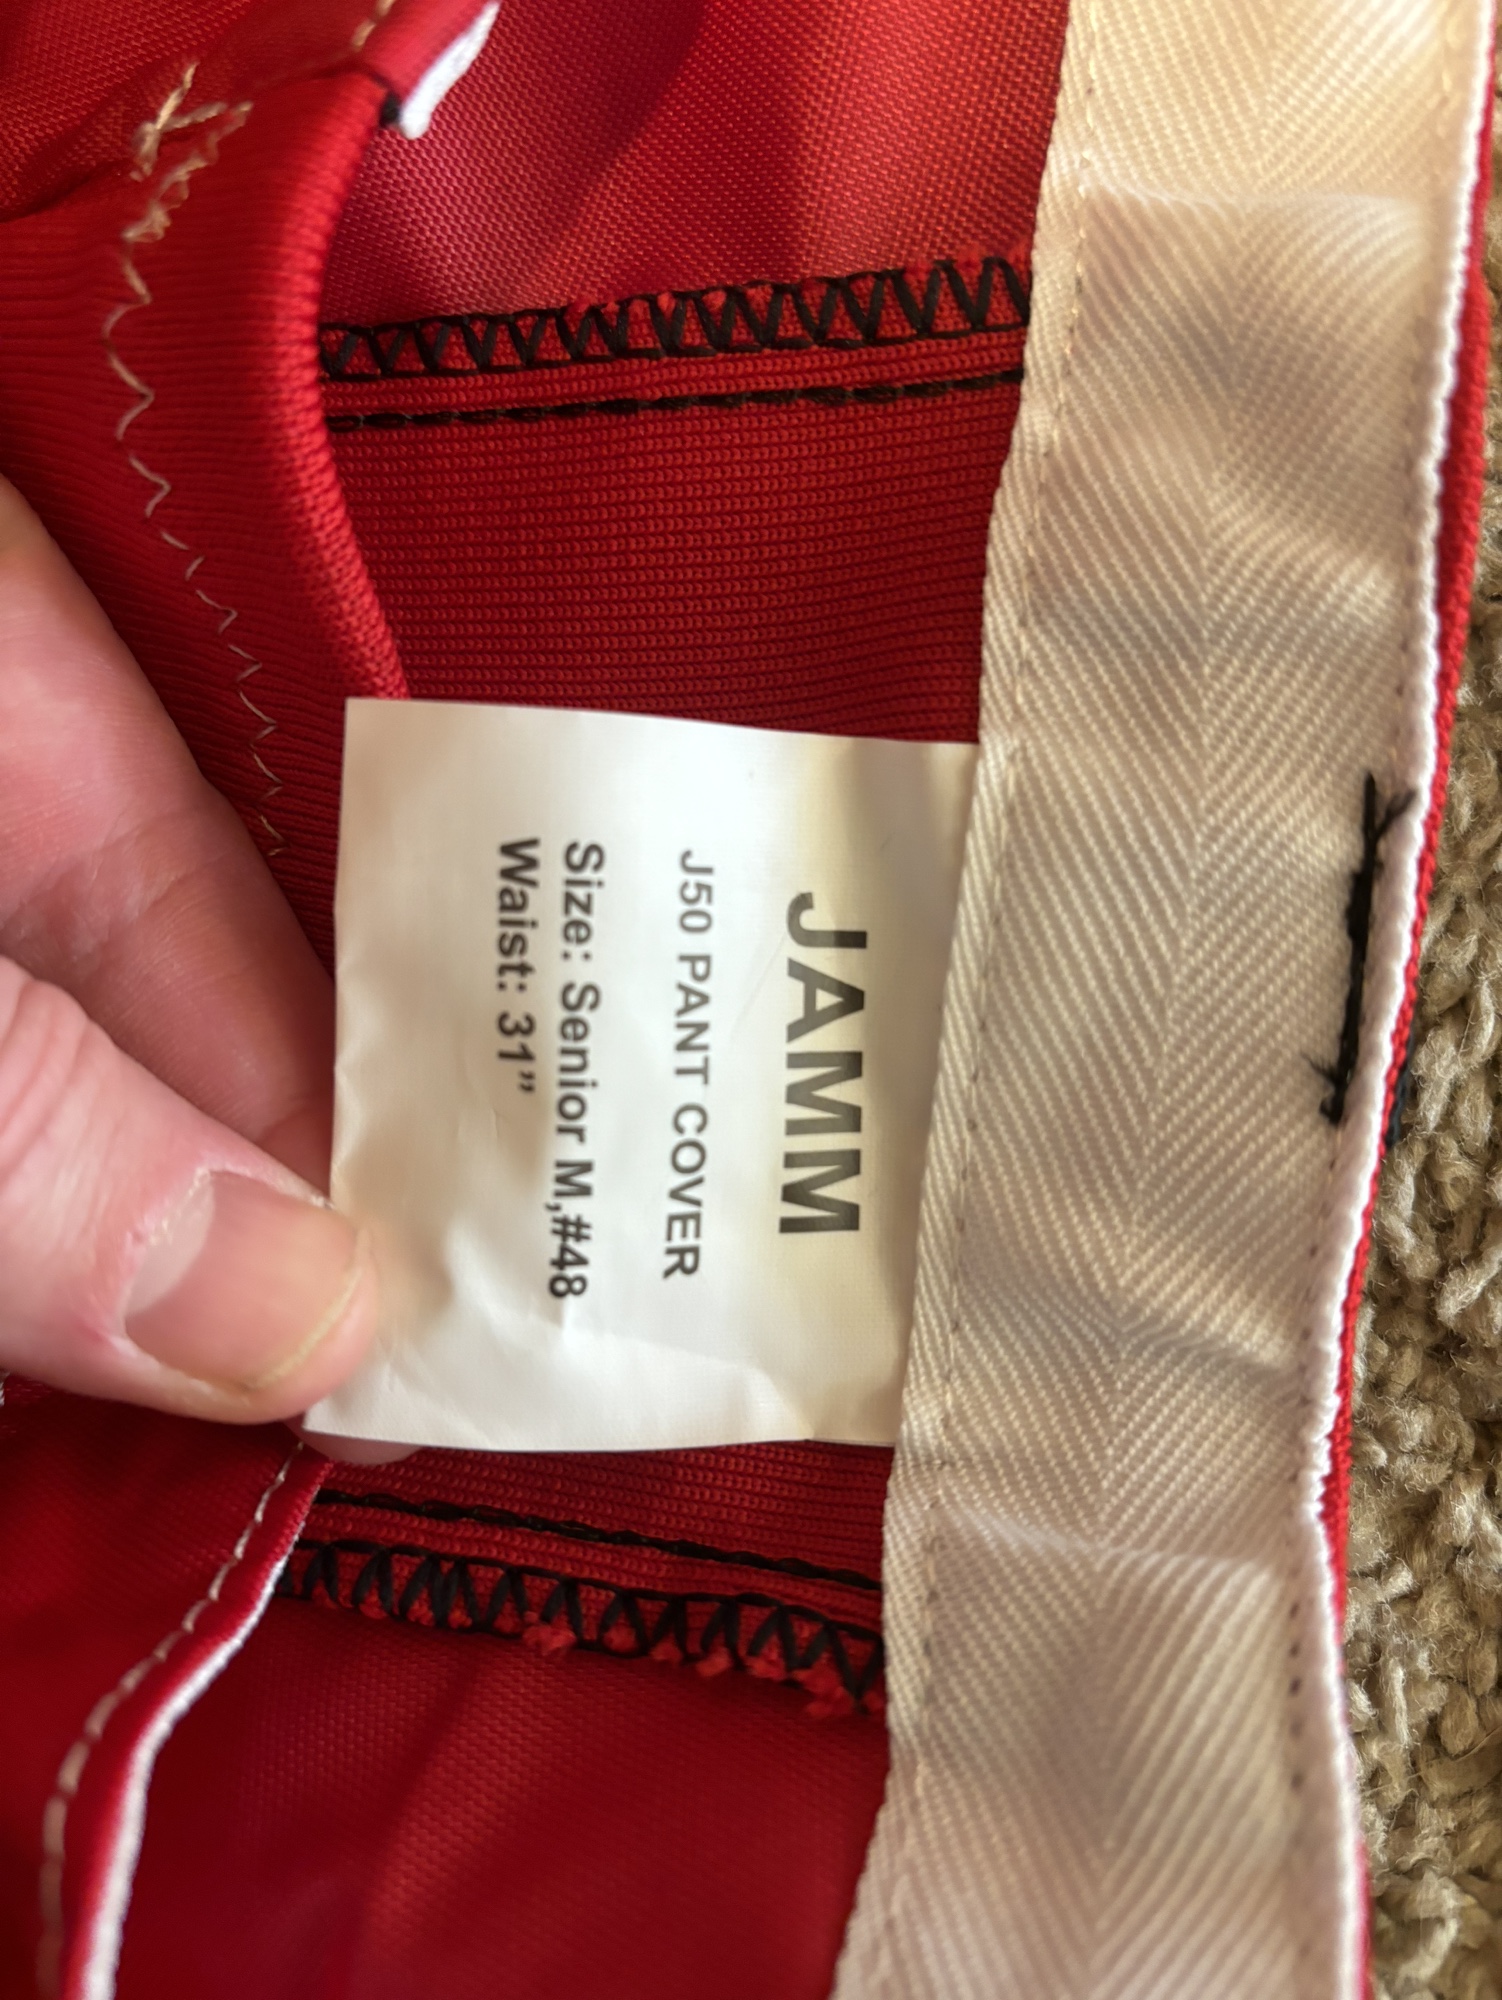 JAMM
J50 PANT COVER
Size: Senior M,#48
Waist: 31”